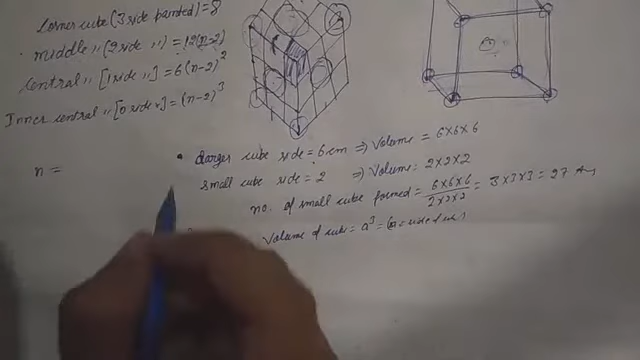 Corner cube (3 side painted) = 8
middle " (2 side ") = 12(n-2)
Central " [1 side "] = 6(n-2)²
Inner central " [0 side "] = (n-2)³
n =
• Larger cube side = 6 cm ⇒ Volume = 6×6×6
small cube side = 2 ⇒ Volume = 2×2×2
no. of small cube formed = 6×6×6 / 2×2×2 = 3×3×3 = 27
Volume of cube = a³ =